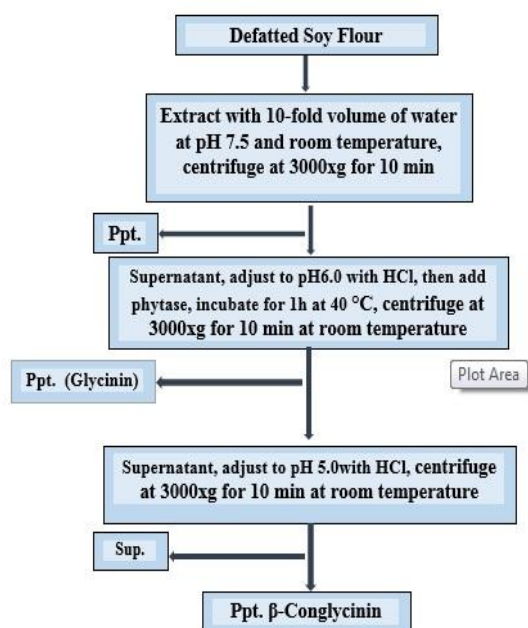 Defatted Soy Flour
Extract with 10-fold volume of water
at pH 7.5 and room temperature,
centrifuge at 3000xg for 10 min
Ppt.
Supernatant, adjust to pH6.0 with HCl, then add
phytase, incubate for 1h at 40 °C, centrifuge at
3000xg for 10 min at room temperature
Ppt. (Glycinin)
Plot Area
Supernatant, adjust to pH 5.0with HCl, centrifuge
at 3000xg for 10 min at room temperature
Sup.
Ppt. β-Conglycinin